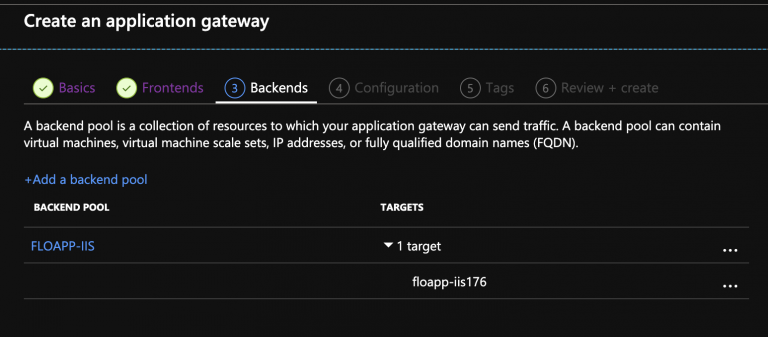 Create an application gateway
Basics Frontends 3 Backends 4 Configuration 5 Tags 6 Review + create
A backend pool is a collection of resources to which your application gateway can send traffic. A backend pool can contain
virtual machines, virtual machine scale sets, IP addresses, or fully qualified domain names (FQDN).
+Add a backend pool
BACKEND POOL TARGETS
FLOAPP-IIS 1 target ...
floapp-iis176 ...